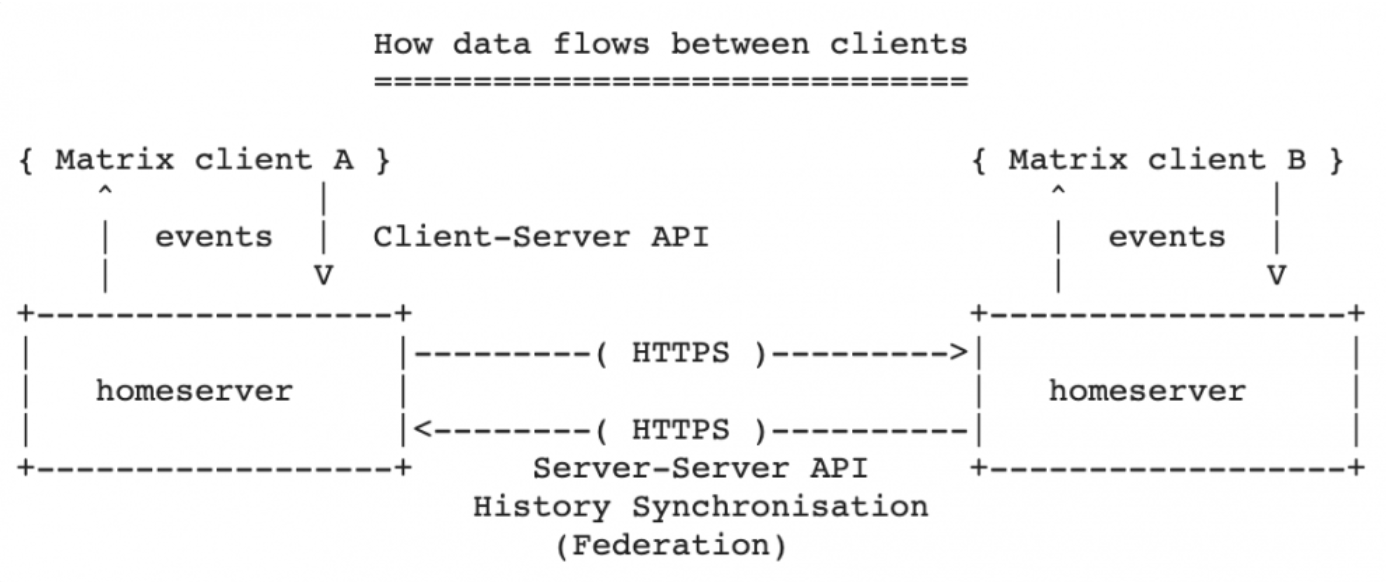 How data flows between clients
==============================
{ Matrix client A }                              { Matrix client B }
    ^          |                                     ^          |
    |  events  |  Client-Server API                  |  events  |
    |          V                                     |          V
+------------------+                             +------------------+
|                  |---------( HTTPS )--------->|                  |
|   homeserver     |                             |   homeserver     |
|                  |<--------( HTTPS )----------|                  |
+------------------+      Server-Server API      +------------------+
                       History Synchronisation
                           (Federation)